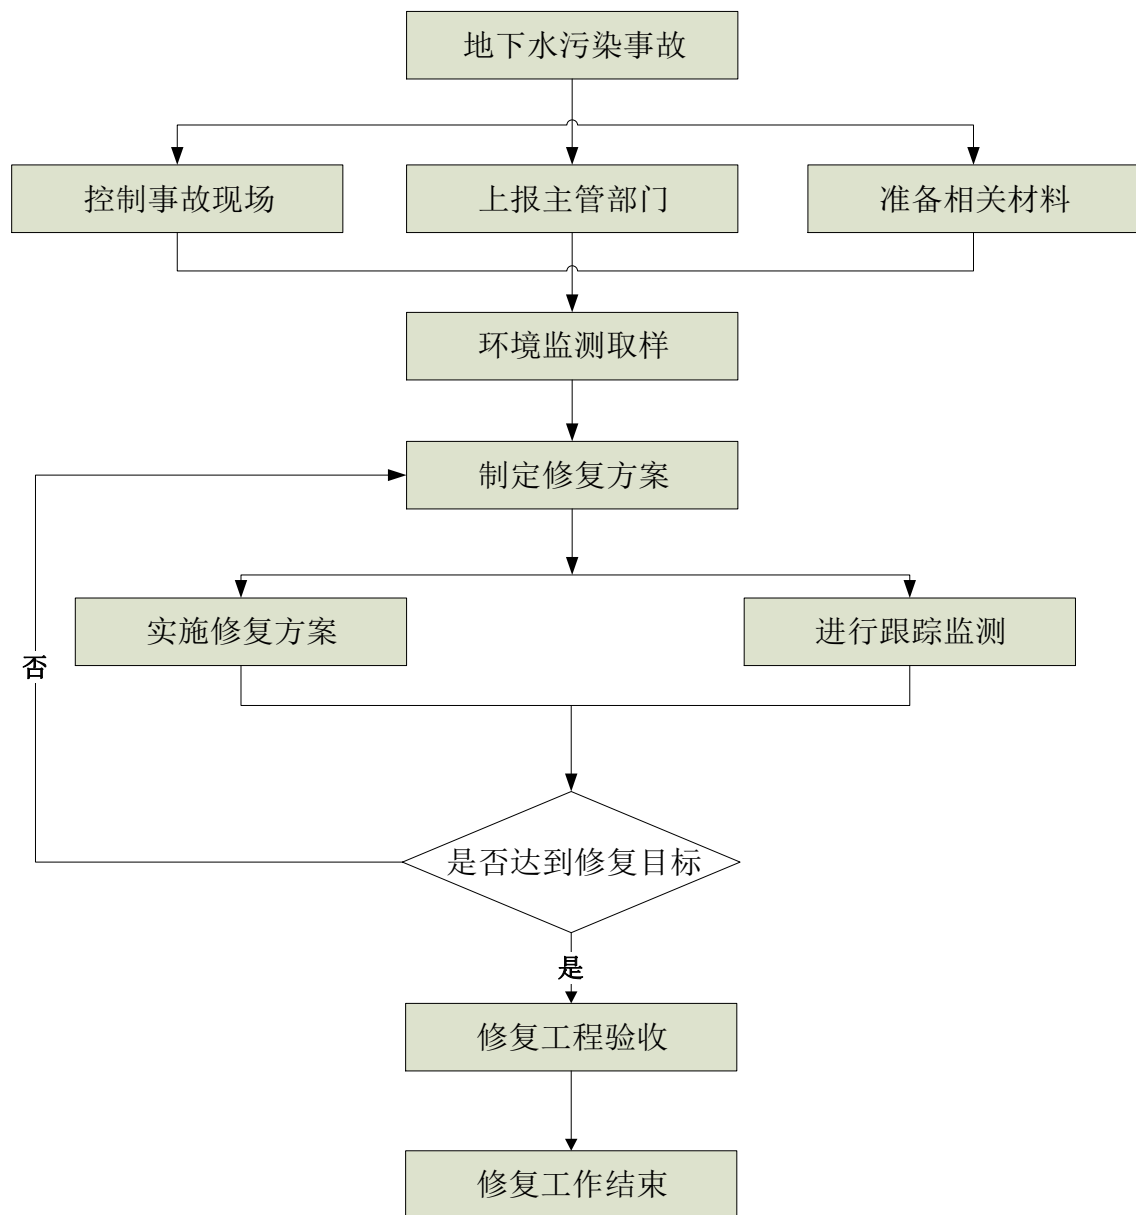 地下水污染事故
控制事故现场
上报主管部门
准备相关材料
环境监测取样
制定修复方案
实施修复方案
进行跟踪监测
否
是否达到修复目标
是
修复工程验收
修复工作结束